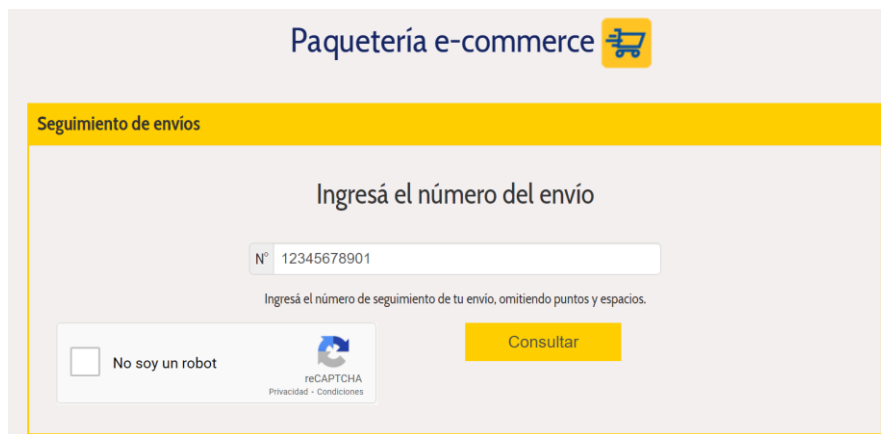 Paquetería e-commerce
Seguimiento de envíos
Ingresá el número del envío
N° 12345678901
Ingresá el número de seguimiento de tu envío, omitiendo puntos y espacios.
No soy un robot
reCAPTCHA
Privacidad - Condiciones
Consultar